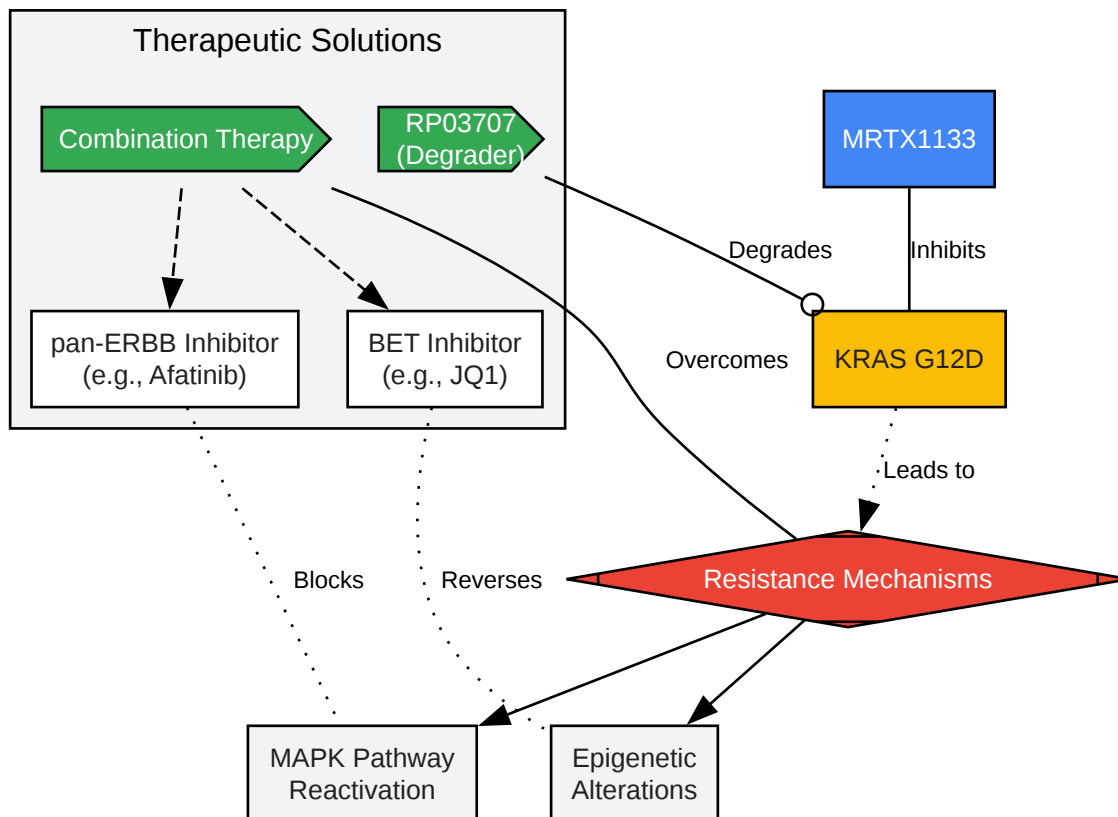 Therapeutic Solutions
Combination Therapy
RP03707
(Degrader)
MRTX1133
Degrades
Inhibits
pan-ERBB Inhibitor
(e.g., Afatinib)
BET Inhibitor
(e.g., JQ1)
Overcomes
KRAS G12D
Leads to
Blocks
Reverses
Resistance Mechanisms
MAPK Pathway
Reactivation
Epigenetic
Alterations